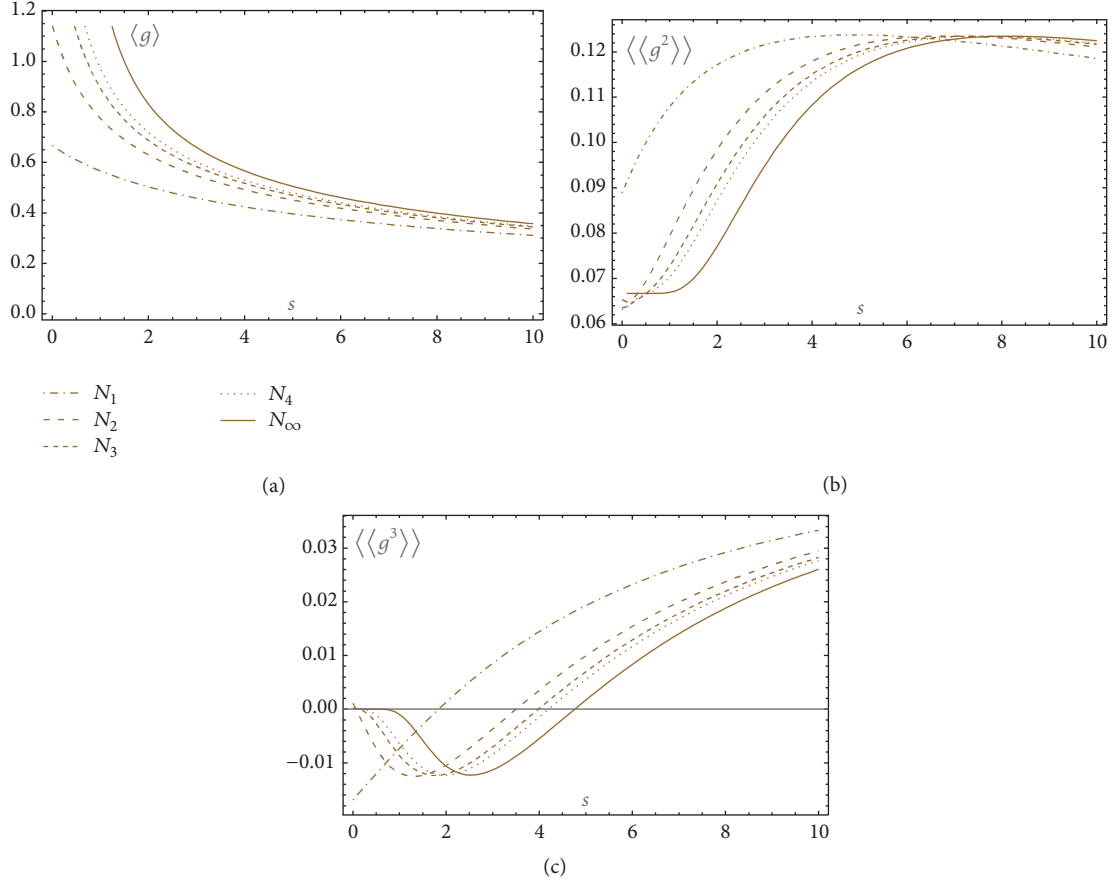 1.2
1.0
0.8
0.6
0.4
0.2
0.0
⟨g⟩
s
0 2 4 6 8 10
0.12
0.11
0.10
0.09
0.08
0.07
0.06
⟨⟨g²⟩⟩
s
0 2 4 6 8 10
N₁
N₂
N₃
N₄
N∞
(a)
(b)
0.03
0.02
0.01
0.00
−0.01
⟨⟨g³⟩⟩
s
0 2 4 6 8 10
(c)